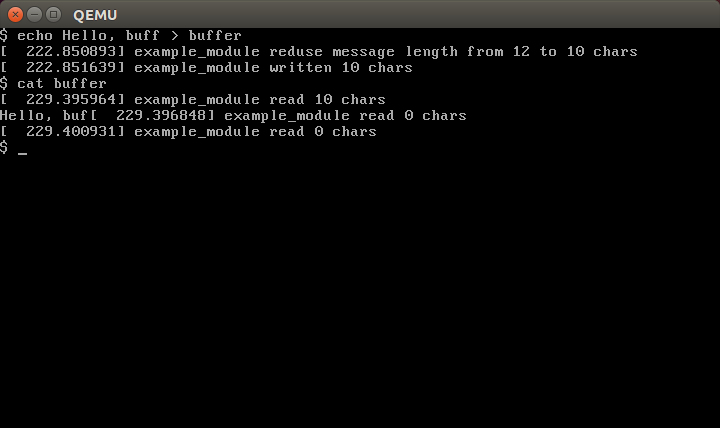 QEMU
$ echo Hello, buff > buffer
[  222.850893] example_module reduse message length from 12 to 10 chars
[  222.851639] example_module written 10 chars
$ cat buffer
[  229.395964] example_module read 10 chars
Hello, buf[  229.396848] example_module read 0 chars
[  229.400931] example_module read 0 chars
$ _